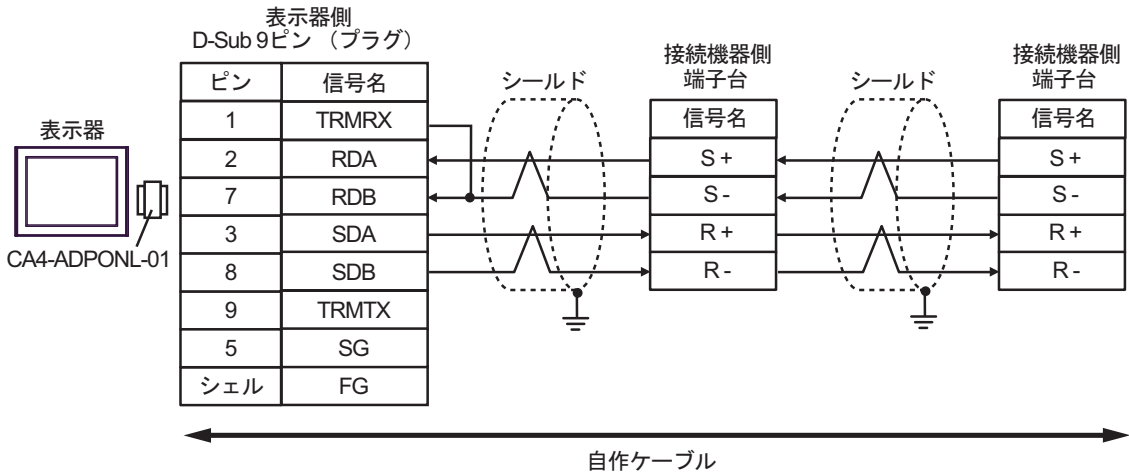 表示器側
D-Sub 9ピン （プラグ）
ピン 信号名
1 TRMRX
2 RDA
7 RDB
3 SDA
8 SDB
9 TRMTX
5 SG
シェル FG
表示器
CA4-ADPONL-01
シールド
接続機器側
端子台
信号名
S +
S -
R +
R -
シールド
接続機器側
端子台
信号名
S +
S -
R +
R -
自作ケーブル